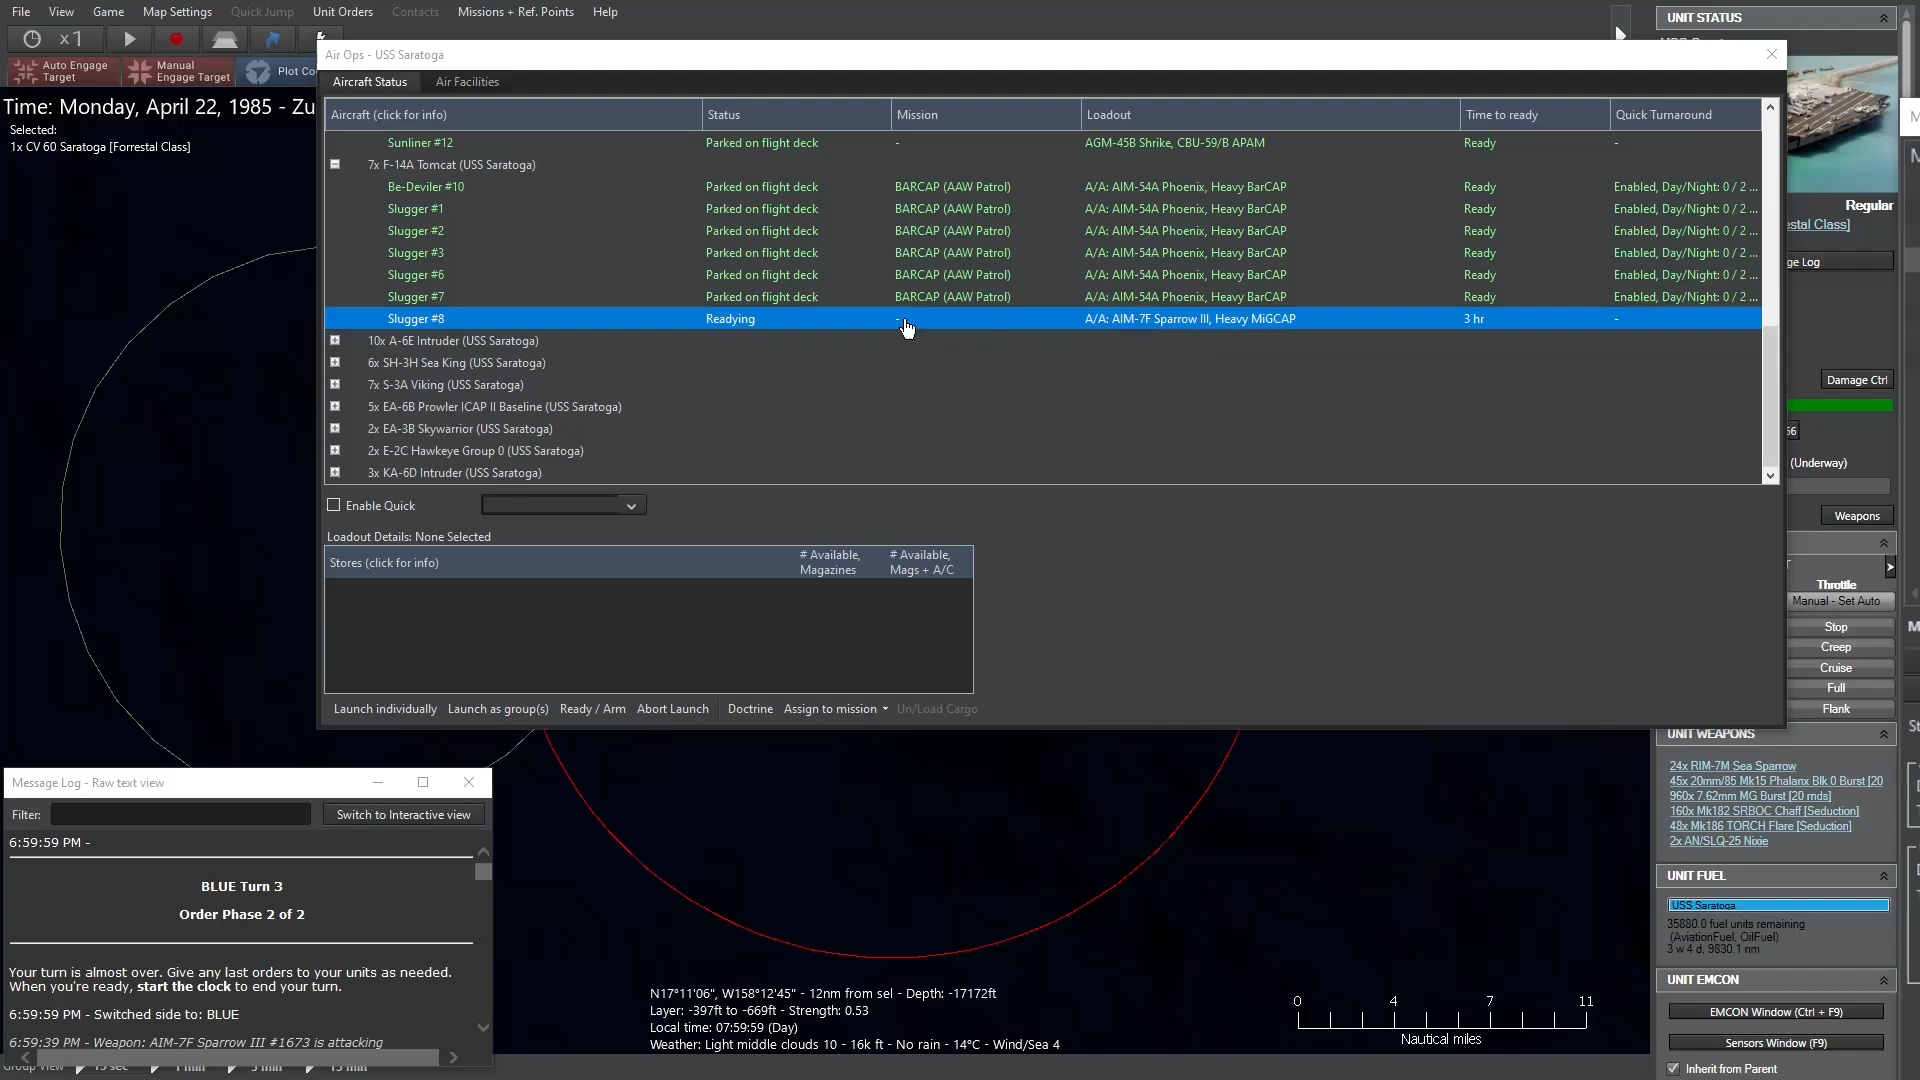 File View Game Map Settings Quick Jump Unit Orders Contacts Missions + Ref. Points Help
x 1
Auto Engage Target
Manual Engage Target
Plot Co
Time: Monday, April 22, 1985 - Zu
Selected:
1x CV 60 Saratoga [Forrestal Class]
Air Ops - USS Saratoga
Aircraft Status Air Facilities
Aircraft (click for info) Status Mission Loadout Time to ready Quick Turnaround
Sunliner #12 Parked on flight deck - AGM-45B Shrike, CBU-59/B APAM Ready -
7x F-14A Tomcat (USS Saratoga)
Be-Deviler #10 Parked on flight deck BARCAP (AAW Patrol) A/A: AIM-54A Phoenix, Heavy BarCAP Ready Enabled, Day/Night: 0 / 2 ...
Slugger #1 Parked on flight deck BARCAP (AAW Patrol) A/A: AIM-54A Phoenix, Heavy BarCAP Ready Enabled, Day/Night: 0 / 2 ...
Slugger #2 Parked on flight deck BARCAP (AAW Patrol) A/A: AIM-54A Phoenix, Heavy BarCAP Ready Enabled, Day/Night: 0 / 2 ...
Slugger #3 Parked on flight deck BARCAP (AAW Patrol) A/A: AIM-54A Phoenix, Heavy BarCAP Ready Enabled, Day/Night: 0 / 2 ...
Slugger #6 Parked on flight deck BARCAP (AAW Patrol) A/A: AIM-54A Phoenix, Heavy BarCAP Ready Enabled, Day/Night: 0 / 2 ...
Slugger #7 Parked on flight deck BARCAP (AAW Patrol) A/A: AIM-54A Phoenix, Heavy BarCAP Ready Enabled, Day/Night: 0 / 2 ...
Slugger #8 Readying - A/A: AIM-7F Sparrow III, Heavy MiGCAP 3 hr -
10x A-6E Intruder (USS Saratoga)
6x SH-3H Sea King (USS Saratoga)
7x S-3A Viking (USS Saratoga)
5x EA-6B Prowler ICAP II Baseline (USS Saratoga)
2x EA-3B Skywarrior (USS Saratoga)
2x E-2C Hawkeye Group 0 (USS Saratoga)
3x KA-6D Intruder (USS Saratoga)
Enable Quick
Loadout Details: None Selected
Stores (click for info) # Available, Magazines # Available, Mags + A/C
Launch individually Launch as group(s) Ready / Arm Abort Launch Doctrine Assign to mission Un/Load Cargo
Message Log - Raw text view
Filter: Switch to Interactive view
6:59:59 PM -
BLUE Turn 3
Order Phase 2 of 2
Your turn is almost over. Give any last orders to your units as needed.
When you're ready, start the clock to end your turn.
6:59:59 PM - Switched side to: BLUE
6:59:39 PM - Weapon: AIM-7F Sparrow III #1673 is attacking
Group View 15 sec 1 min 5 min 15 min
N17°11'06", W158°12'45" - 12nm from sel - Depth: -17172ft
Layer: -397ft to -669ft - Strength: 0.53
Local time: 07:59:59 (Day)
Weather: Light middle clouds 10 - 16k ft - No rain - 14°C - Wind/Sea 4
0 4 7 11
Nautical miles
UNIT STATUS
Regular
estal Class]
ge Log
Damage Ctrl
(Underway)
Weapons
Throttle
Manual - Set Auto
Stop
Creep
Cruise
Full
Flank
UNIT WEAPONS
24x RIM-7M Sea Sparrow
45x 20mm/85 Mk15 Phalanx Blk 0 Burst [20
960x 7.62mm MG Burst [20 rnds]
160x Mk182 SRBOC Chaff [Seduction]
48x Mk186 TORCH Flare [Seduction]
2x AN/SLQ-25 Nixie
UNIT FUEL
USS Saratoga
35880.0 fuel units remaining
(AviationFuel, OilFuel)
3 w 4 d, 9830.1 nm
UNIT EMCON
EMCON Window (Ctrl + F9)
Sensors Window (F9)
Inherit from Parent